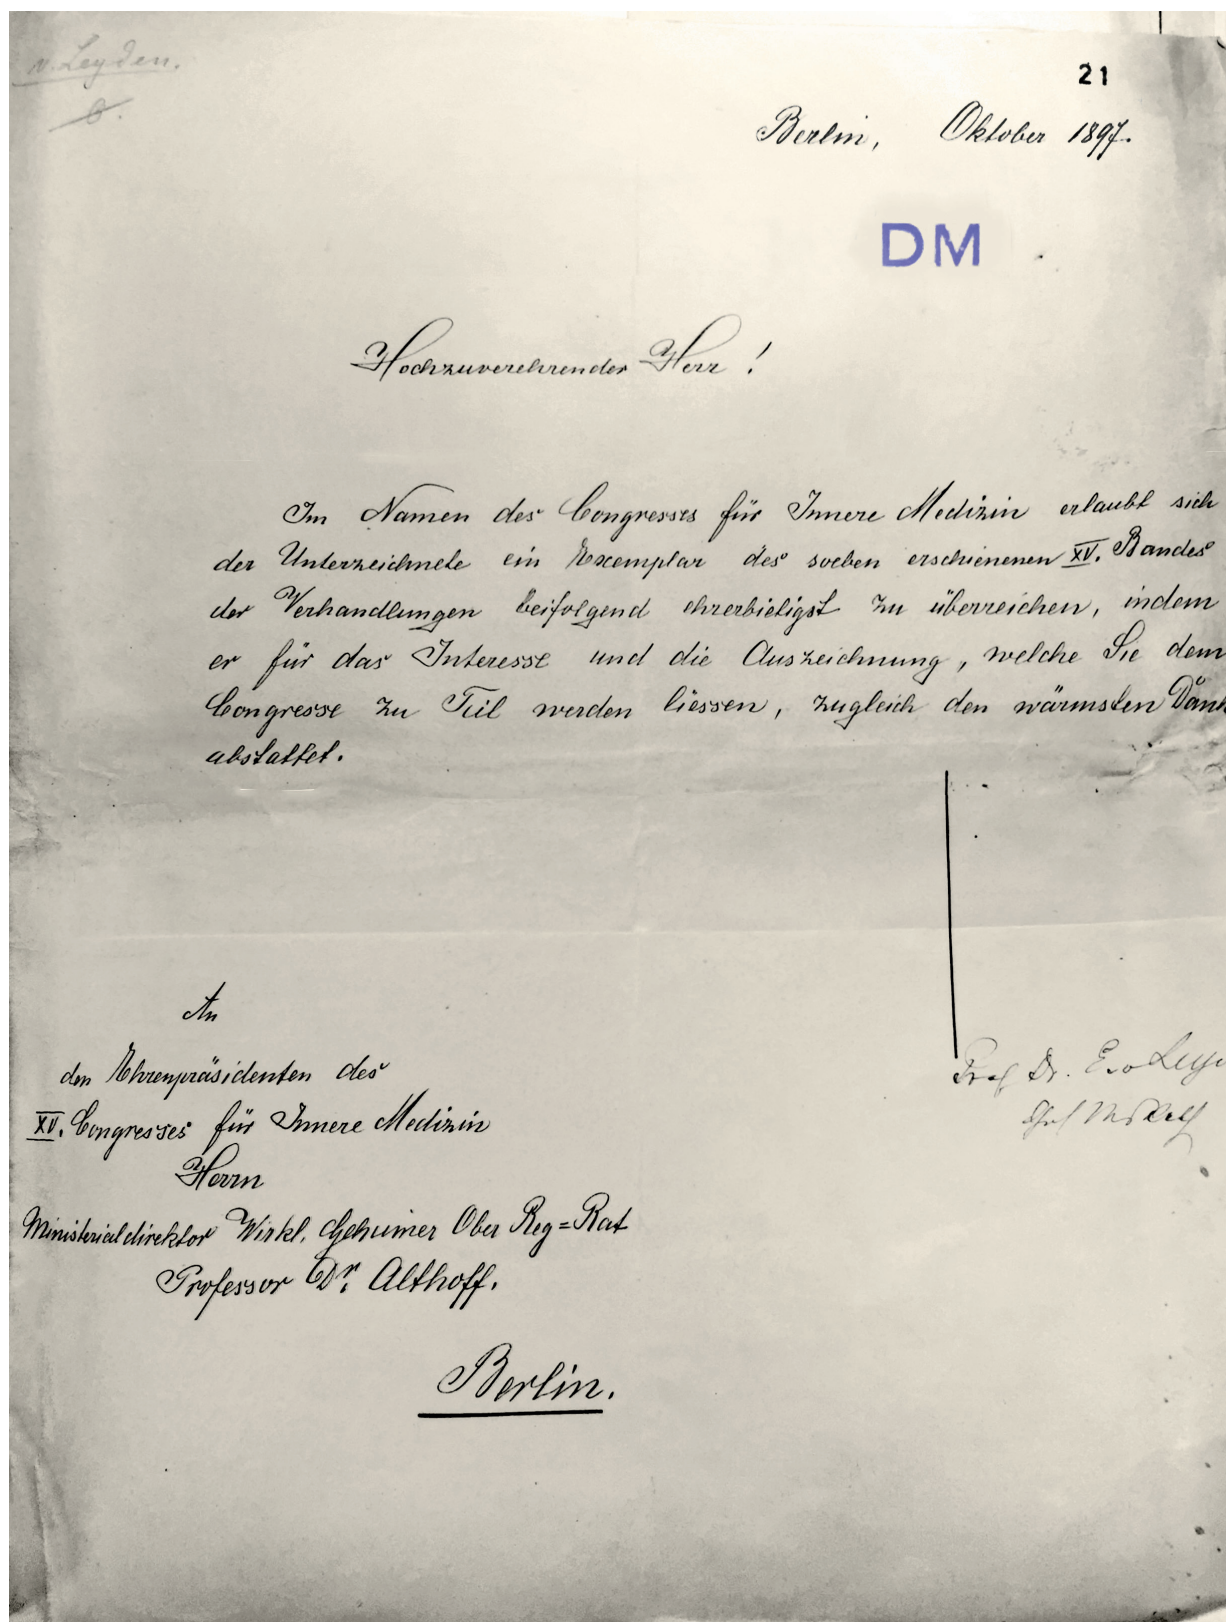 v. Leyden.
21
Berlin, Oktober 1897.
DM
Hochzuverehrender Herr!
Im Namen des Congresses für Innere Medizin erlaubt sich
der Unterzeichnete ein Exemplar des soeben erschienenen XV. Bandes
der Verhandlungen beifolgend ehrerbietigst zu überreichen, indem
er für das Interesse und die Auszeichnung, welche Sie dem
Congresse zu Teil werden liessen, zugleich den wärmsten Dank
abstattet.
An
den Ehrenpräsidenten des
XV. Congresses für Innere Medizin
Herrn
Ministerialdirektor Wirkl. Geheimer Ober Reg=Rat
Professor Dr. Althoff.
Berlin.
Prof Dr. E. v Leyd